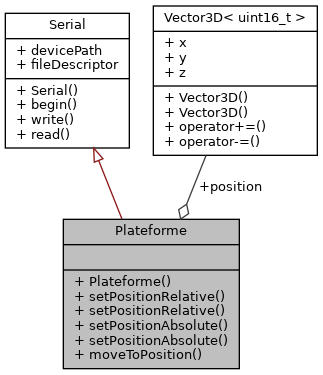 Serial
+ devicePath
+ fileDescriptor
+ Serial()
+ begin()
+ write()
+ read()
Vector3D< uint16_t >
+ x
+ y
+ z
+ Vector3D()
+ Vector3D()
+ operator+=()
+ operator-=()
+position
Plateforme
+ Plateforme()
+ setPositionRelative()
+ setPositionRelative()
+ setPositionAbsolute()
+ setPositionAbsolute()
+ moveToPosition()